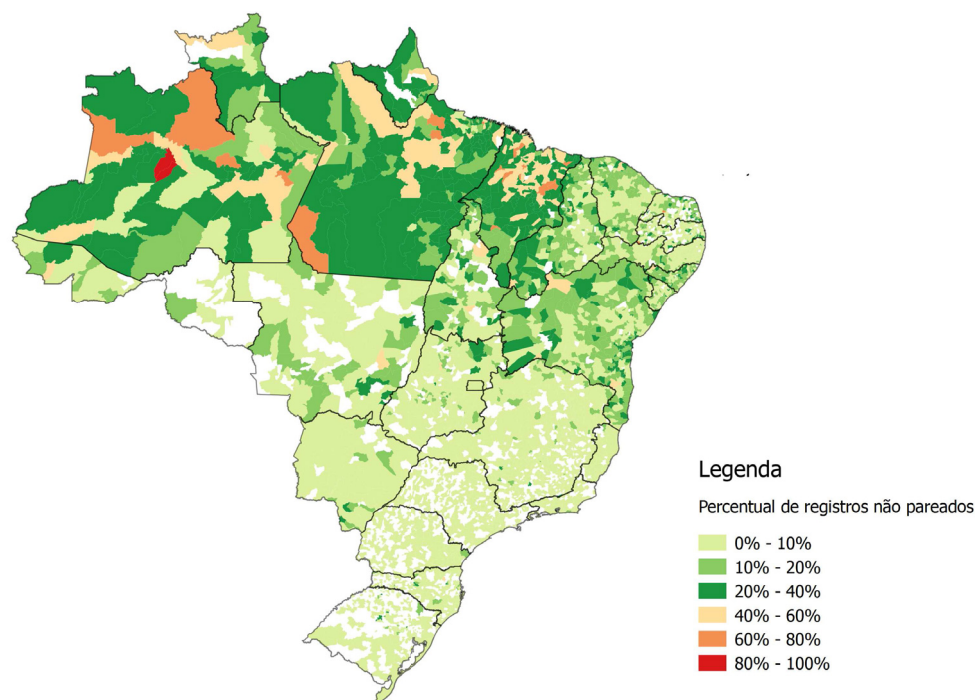 Legenda
Percentual de registros não pareados
0% - 10%
10% - 20%
20% - 40%
40% - 60%
60% - 80%
80% - 100%